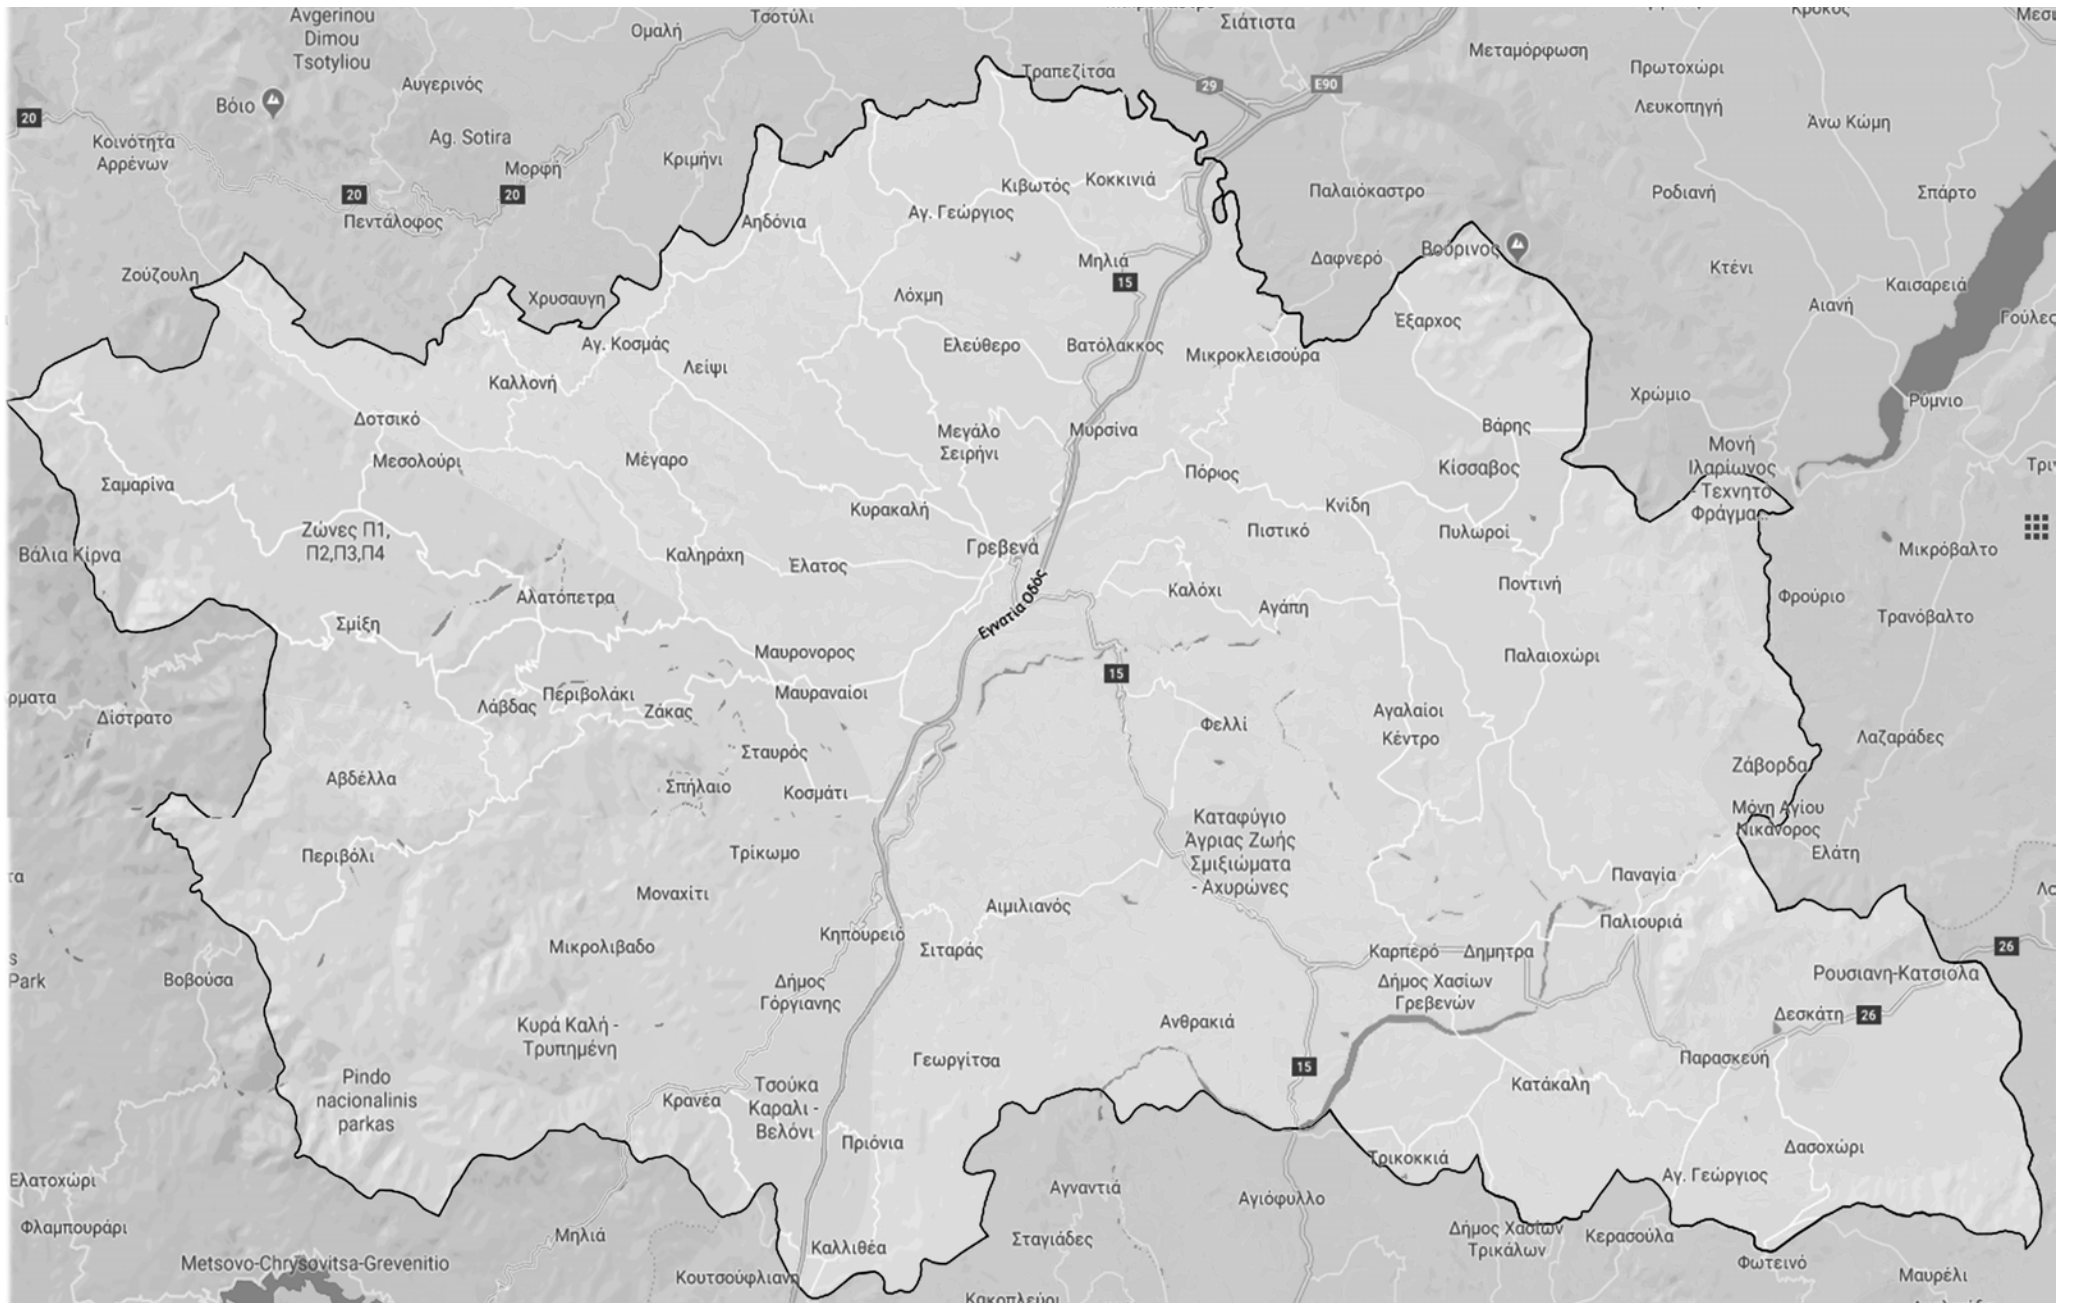 Avgerinou
Dimou
Tsotyliou
Τσοτύλι
Ομαλή
Σιάτιστα
Κρόκος
Μεταμόρφωση
Πρωτοχώρι
Τραπεζίτσα
Αυγερινός
Βόιο
29
E90
Λευκοπηγή
20
Άνω Κώμη
Κοινότητα
Αρρένων
Ag. Sotira
Μορφή
Κριμήνι
20
20
Πεντάλοφος
Κιβωτός
Κοκκινιά
Παλαιόκαστρο
Ροδιανή
Σπάρτο
Αηδόνια
Αγ. Γεώργιος
Ζούζουλη
Μηλιά
15
Δαφνερό
Βούρινος
Κτένι
Καισαρειά
Χρυσαυγη
Λόχμη
Αιανή
Έξαρχος
Γούλες
Αγ. Κοσμάς
Ελεύθερο
Βατόλακκος
Μικροκλεισούρα
Λείψι
Καλλονή
Χρώμιο
Ρύμνιο
Δοτσικό
Μεγάλο
Σειρήνι
Μυρσίνα
Βάρης
Μεσολούρι
Μέγαρο
Πόρος
Κίσσαβος
Μονή
Ιλαρίωνος
- Τεχνητό
Φράγμα...
Σαμαρίνα
Κυρακαλή
Κνίδη
Ζώνες Π1,
Π2,Π3,Π4
Πιστικό
Πυλωροί
Βάλια Κίρνα
Καληράχη
Έλατος
Γρεβενά
Μικρόβαλτο
Αλατόπετρα
Εγνατία Οδός
Καλόχι
Αγάπη
Ποντινή
Φρούριο
Τρανόβαλτο
Σμίξη
Μαυρονορος
Παλαιοχώρι
15
Δίστρατο
Λάβδας
Περιβολάκι
Ζάκας
Μαυραναίοι
Φελλί
Αγαλαίοι
Κέντρο
Λαζαράδες
Σταυρός
Αβδέλλα
Σπήλαιο
Κοσμάτι
Ζάβορδα
Καταφύγιο
Άγριας Ζωής
Σμιξιώματα
- Αχυρώνες
Μόνη Αγίου
Νικάνορος
Περιβόλι
Τρίκωμο
Ελάτη
Μοναχίτι
Παναγία
Αιμιλιανός
Παλιουριά
Μικρολιβαδο
Κηπουρειό
Σιταράς
Καρπερό
Δημητρα
26
Park
Βοβούσα
Δήμος
Γόργιανης
Δήμος Χασίων
Γρεβενών
Ρουσιανη-Κατσιολα
Κυρά Καλή -
Τρυπημένη
Ανθρακιά
Δεσκάτη
26
Γεωργίτσα
15
Παρασκευή
Pindo
nacionalinis
parkas
Τσούκα
Καραλι -
Βελόνι
Κρανέα
Κατάκαλη
Πριόνια
Δασοχώρι
Ελατοχώρι
Τρικοκκιά
Αγ. Γεώργιος
Αγναντιά
Αγιόφυλλο
Φλαμπουράρι
Μηλιά
Καλλιθέα
Σταγιάδες
Δήμος Χασίων
Τρικάλων
Κερασούλα
Metsovo-Chrysovitsa-Grevenitio
Κουτσούφλιανη
Φωτεινό
Μαυρέλι